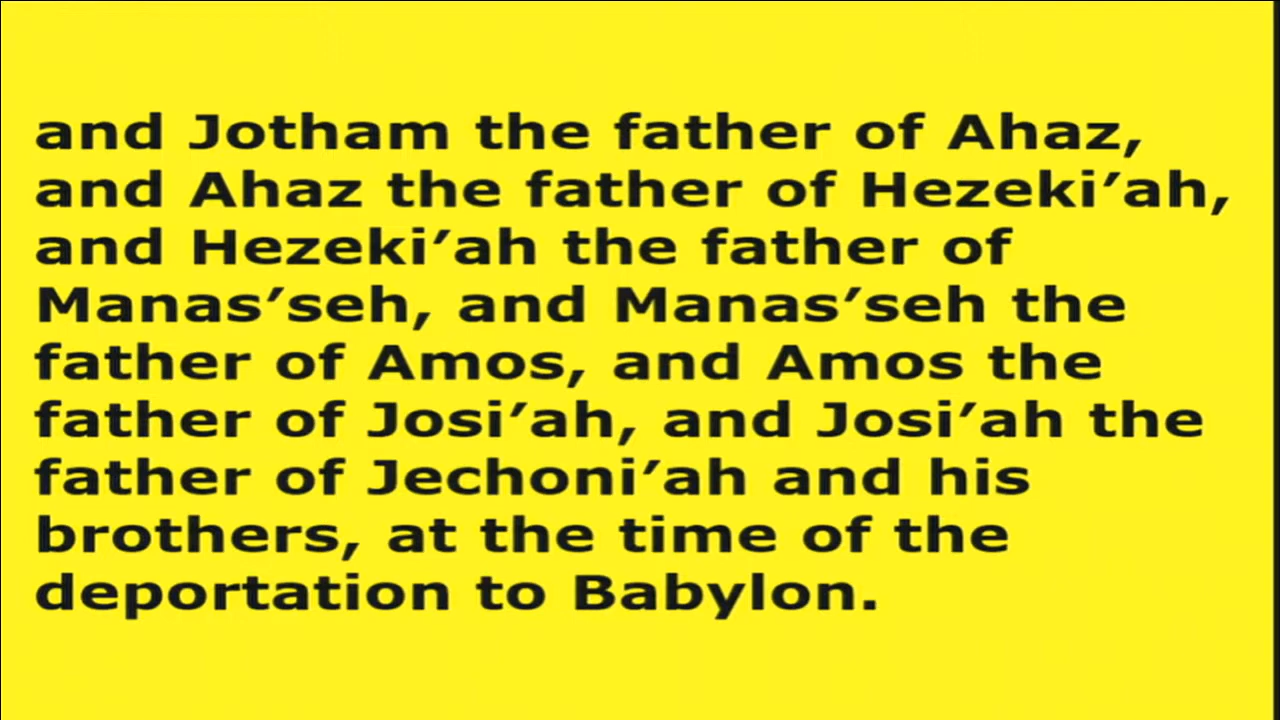 and Jotham the father of Ahaz,
and Ahaz the father of Hezeki′ah,
and Hezeki′ah the father of
Manas′seh, and Manas′seh the
father of Amos, and Amos the
father of Josi′ah, and Josi′ah the
father of Jechoni′ah and his
brothers, at the time of the
deportation to Babylon.